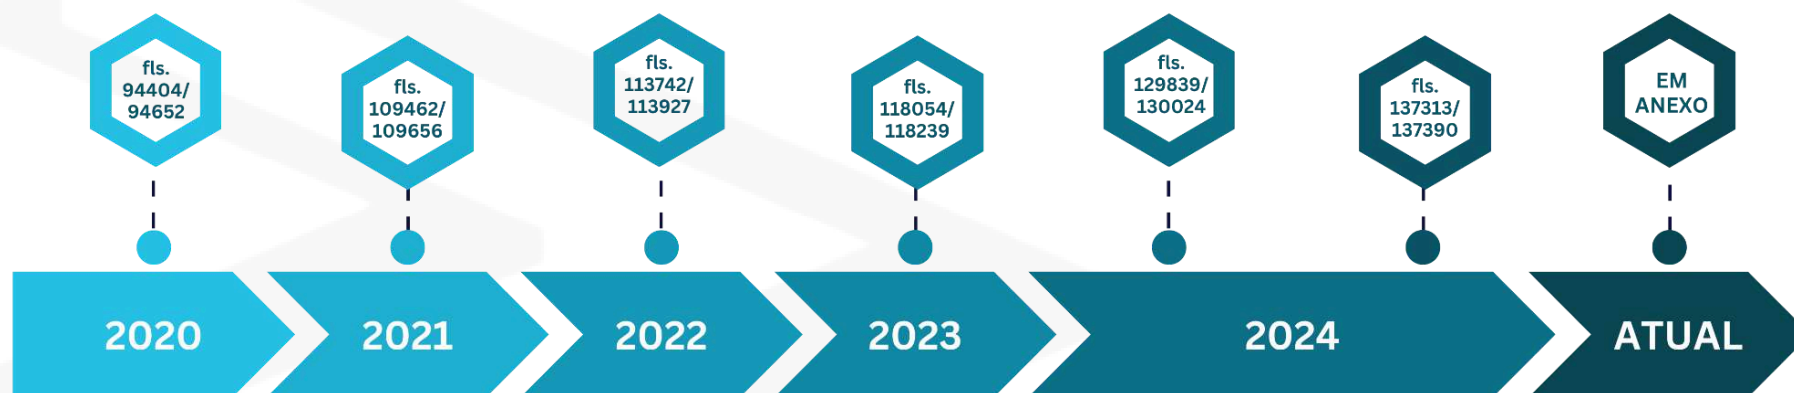 fls.
94404/
94652
fls.
109462/
109656
fls.
113742/
113927
fls.
118054/
118239
fls.
129839/
130024
fls.
137313/
137390
EM
ANEXO
2020
2021
2022
2023
2024
ATUAL